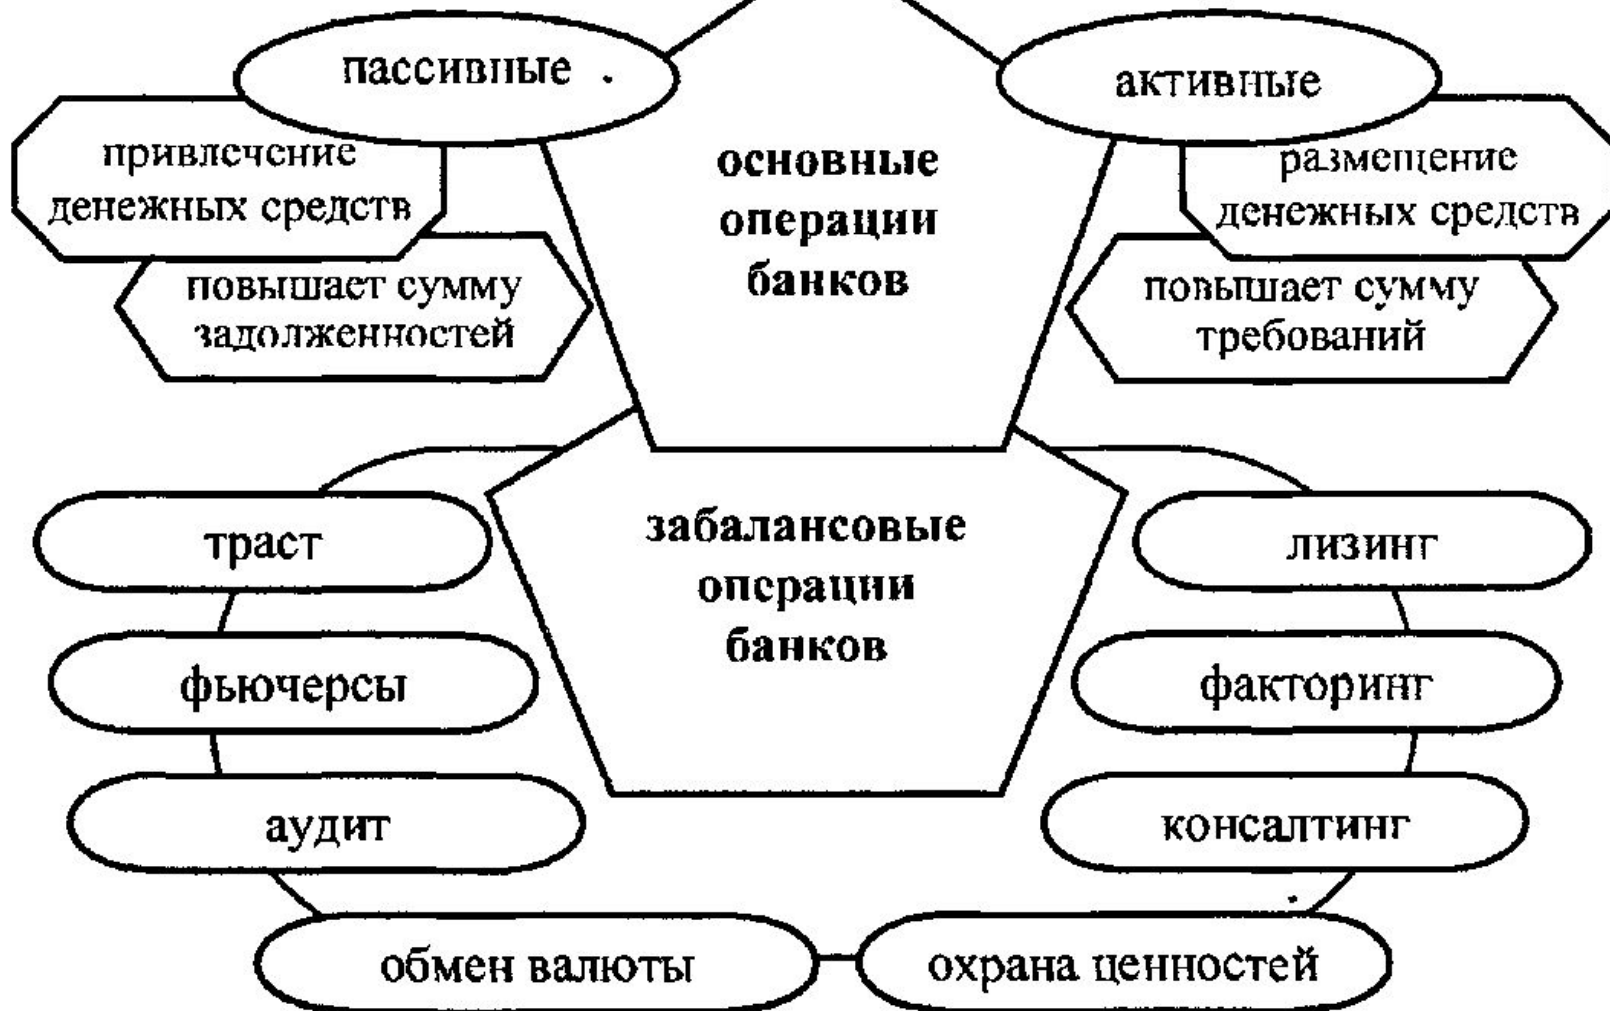 пассивные
активные
привлечение
денежных средств
повышает сумму
задолженностей
основные
операции
банков
размещение
денежных средств
повышает сумму
требований
забалансовые
операции
банков
траст
фьючерсы
аудит
обмен валюты
лизинг
факторинг
консалтинг
охрана ценностей